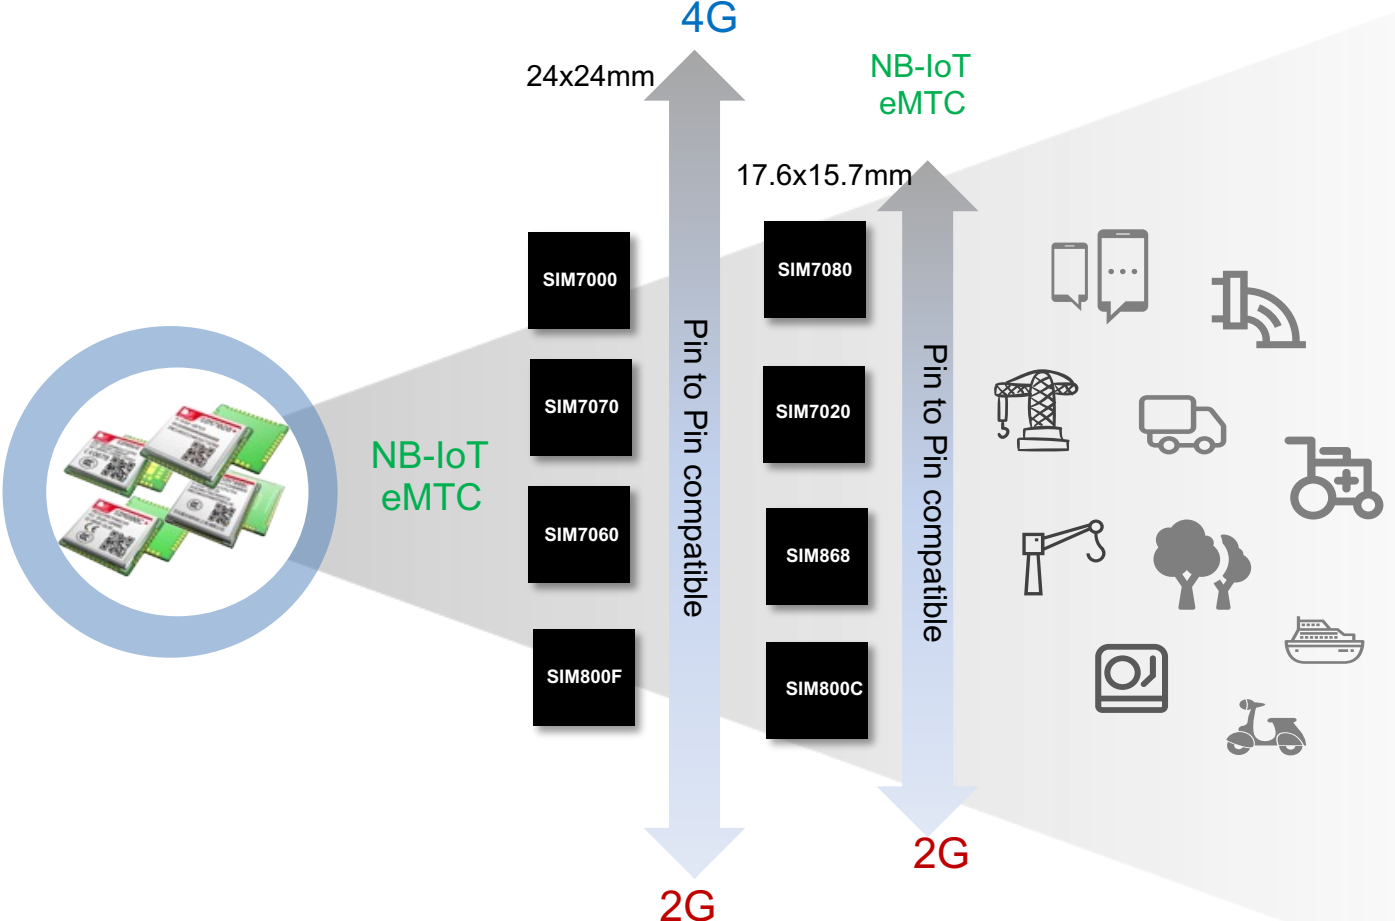 4G
24x24mm
NB-IoT
eMTC
17.6x15.7mm
SIM7000
SIM7080
SIM7070
SIM7020
NB-IoT
eMTC
SIM7060
SIM868
SIM800F
SIM800C
Pin to Pin compatible
Pin to Pin compatible
2G
2G